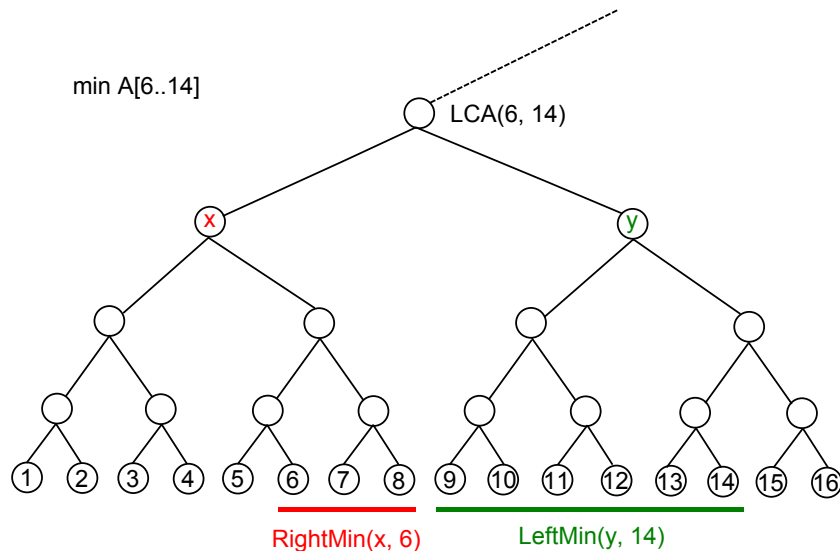 min A[6..14]
LCA(6, 14)
x
y
1 2 3 4 5 6 7 8 9 10 11 12 13 14 15 16
RightMin(x, 6)
LeftMin(y, 14)